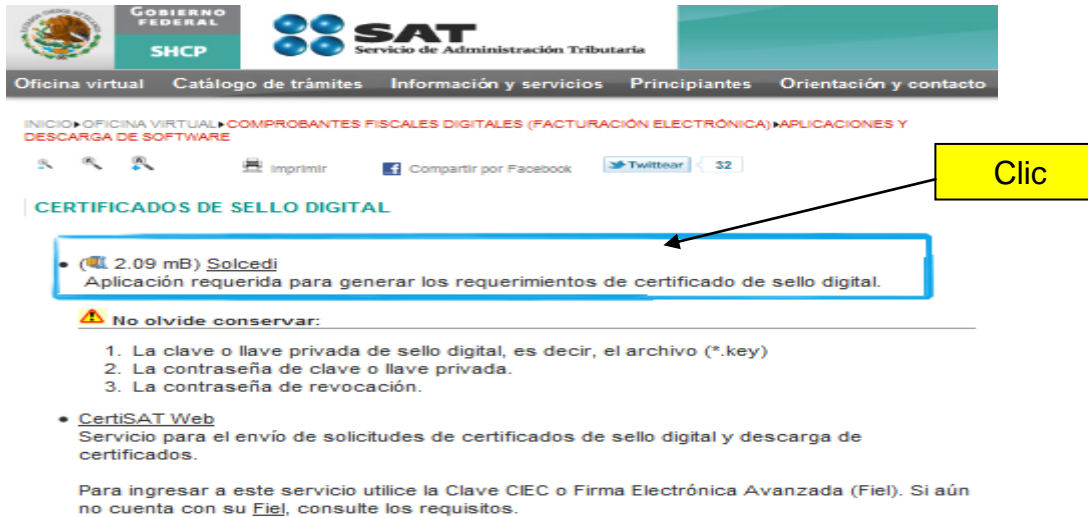 GOBIERNO
FEDERAL
SHCP
SAT
Servicio de Administración Tributaria
Oficina virtual Catálogo de trámites Información y servicios Principiantes Orientación y contacto
INICIO▸OFICINA VIRTUAL▸COMPROBANTES FISCALES DIGITALES (FACTURACIÓN ELECTRÓNICA)▸APLICACIONES Y
DESCARGA DE SOFTWARE
Imprimir Compartir por Facebook Twittear 32
Clic
CERTIFICADOS DE SELLO DIGITAL
• (2.09 mB) Solcedi
Aplicación requerida para generar los requerimientos de certificado de sello digital.
No olvide conservar:
1. La clave o llave privada de sello digital, es decir, el archivo (*.key)
2. La contraseña de clave o llave privada.
3. La contraseña de revocación.
• CertiSAT Web
Servicio para el envío de solicitudes de certificados de sello digital y descarga de
certificados.
Para ingresar a este servicio utilice la Clave CIEC o Firma Electrónica Avanzada (Fiel). Si aún
no cuenta con su Fiel, consulte los requisitos.